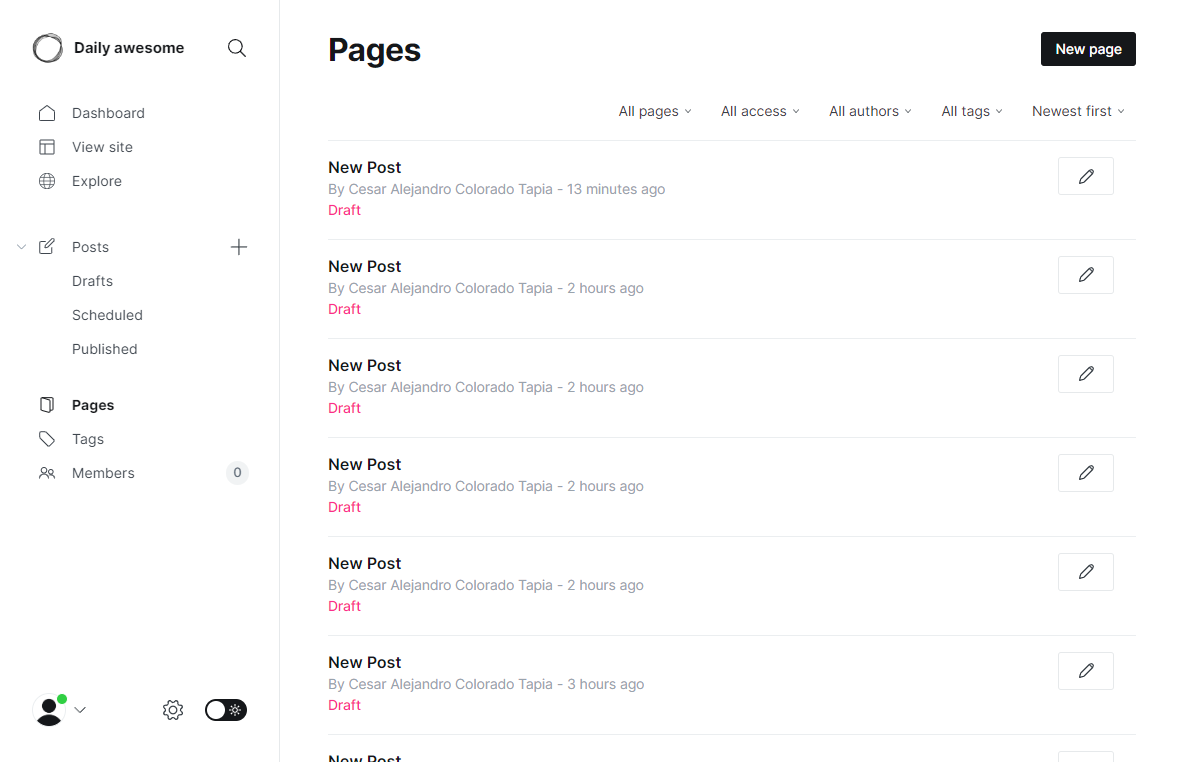 Daily awesome
Dashboard
View site
Explore
Posts
Drafts
Scheduled
Published
Pages
Tags
Members 0
Pages
New page
All pages All access All authors All tags Newest first
New Post
By Cesar Alejandro Colorado Tapia - 13 minutes ago
Draft
New Post
By Cesar Alejandro Colorado Tapia - 2 hours ago
Draft
New Post
By Cesar Alejandro Colorado Tapia - 2 hours ago
Draft
New Post
By Cesar Alejandro Colorado Tapia - 2 hours ago
Draft
New Post
By Cesar Alejandro Colorado Tapia - 2 hours ago
Draft
New Post
By Cesar Alejandro Colorado Tapia - 3 hours ago
Draft
New Post